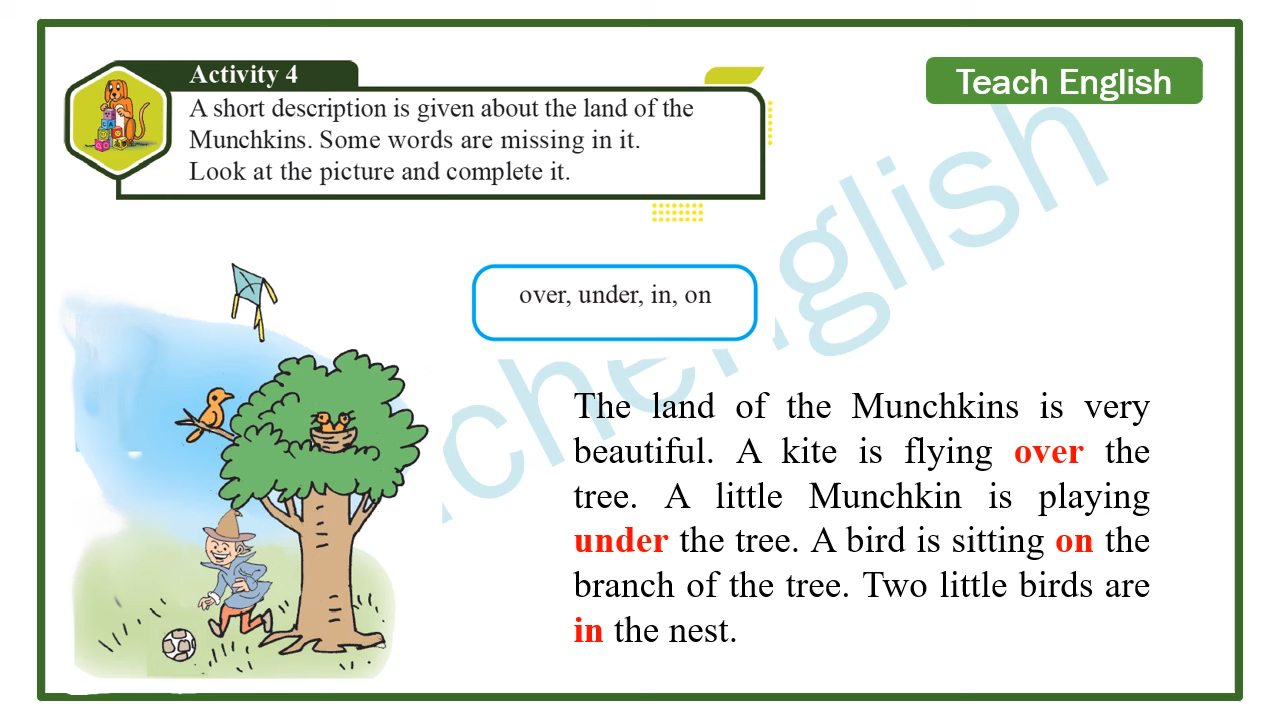 Activity 4
Teach English
A short description is given about the land of the
Munchkins. Some words are missing in it.
Look at the picture and complete it.
over, under, in, on
The land of the Munchkins is very
beautiful. A kite is flying over the
tree. A little Munchkin is playing
under the tree. A bird is sitting on the
branch of the tree. Two little birds are
in the nest.